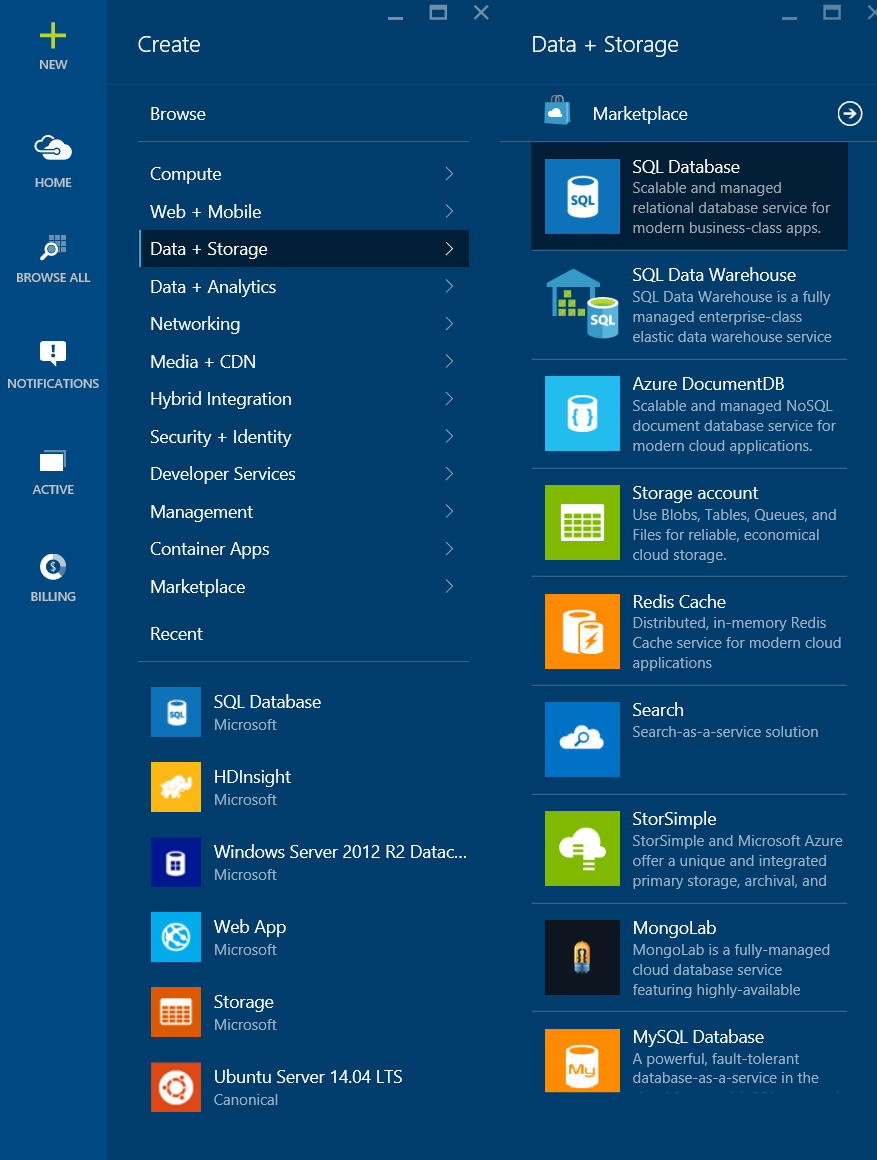 NEW
HOME
BROWSE ALL
NOTIFICATIONS
ACTIVE
BILLING
Create
Browse
Compute
Web + Mobile
Data + Storage
Data + Analytics
Networking
Media + CDN
Hybrid Integration
Security + Identity
Developer Services
Management
Container Apps
Marketplace
Recent
SQL
SQL Database
Microsoft
HDInsight
Microsoft
Windows Server 2012 R2 Datac...
Microsoft
Web App
Microsoft
Storage
Microsoft
Ubuntu Server 14.04 LTS
Canonical
Data + Storage
Marketplace
SQL
SQL Database
Scalable and managed
relational database service for
modern business-class apps.
SQL
SQL Data Warehouse
SQL Data Warehouse is a fully
managed enterprise-class
elastic data warehouse service
Azure DocumentDB
Scalable and managed NoSQL
document database service for
modern cloud applications.
Storage account
Use Blobs, Tables, Queues, and
Files for reliable, economical
cloud storage.
Redis Cache
Distributed, in-memory Redis
Cache service for modern cloud
applications
Search
Search-as-a-service solution
StorSimple
StorSimple and Microsoft Azure
offer a unique and integrated
primary storage, archival, and
MongoLab
MongoLab is a fully-managed
cloud database service
featuring highly-available
My
MySQL Database
A powerful, fault-tolerant
database-as-a-service in the